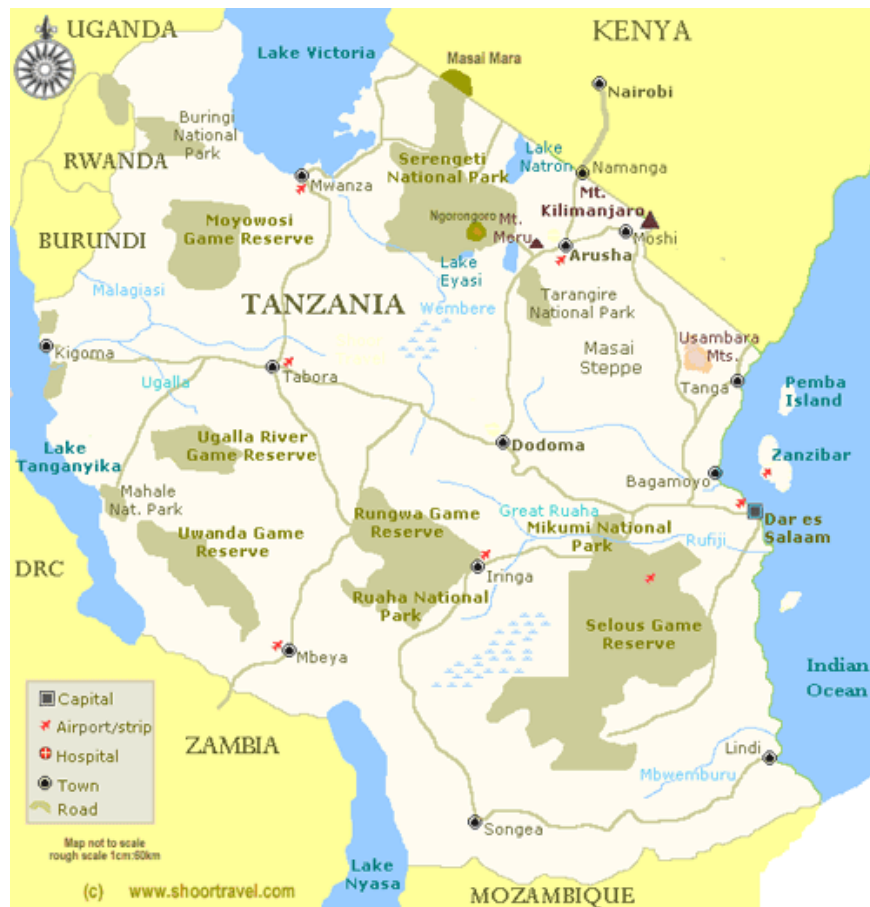 UGANDA
KENYA
Lake Victoria
Masai Mara
Nairobi
Buringi
National
Park
RWANDA
Lake
Natron
Namanga
Serengeti
National Park
Mwanza
Mt.
Kilimanjaro
Moyowosi
Game Reserve
Ngorongoro
Mt.
Meru
Moshi
BURUNDI
Arusha
Lake
Eyasi
Malagiasi
TANZANIA
Wembere
Tarangire
National Park
Usambara
Mts.
Masai
Steppe
Kigoma
Tabora
Ugalla
Tanga
Pemba
Island
Ugalla River
Game Reserve
Dodoma
Lake
Tanganyika
Zanzibar
Bagamoyo
Mahale
Nat. Park
Rungwa Game
Reserve
Great Ruaha
Mikumi National
Park
Dar es
Salaam
Uwanda Game
Reserve
Rufiji
DRC
Iringa
Ruaha National
Park
Selous Game
Reserve
Mbeya
Indian
Ocean
Capital
Airport/strip
Hospital
Town
Road
ZAMBIA
Lindi
Mbwemburu
Songea
Map not to scale
rough scale 1cm:60km
Lake
Nyasa
(c) www.shoortravel.com
MOZAMBIQUE